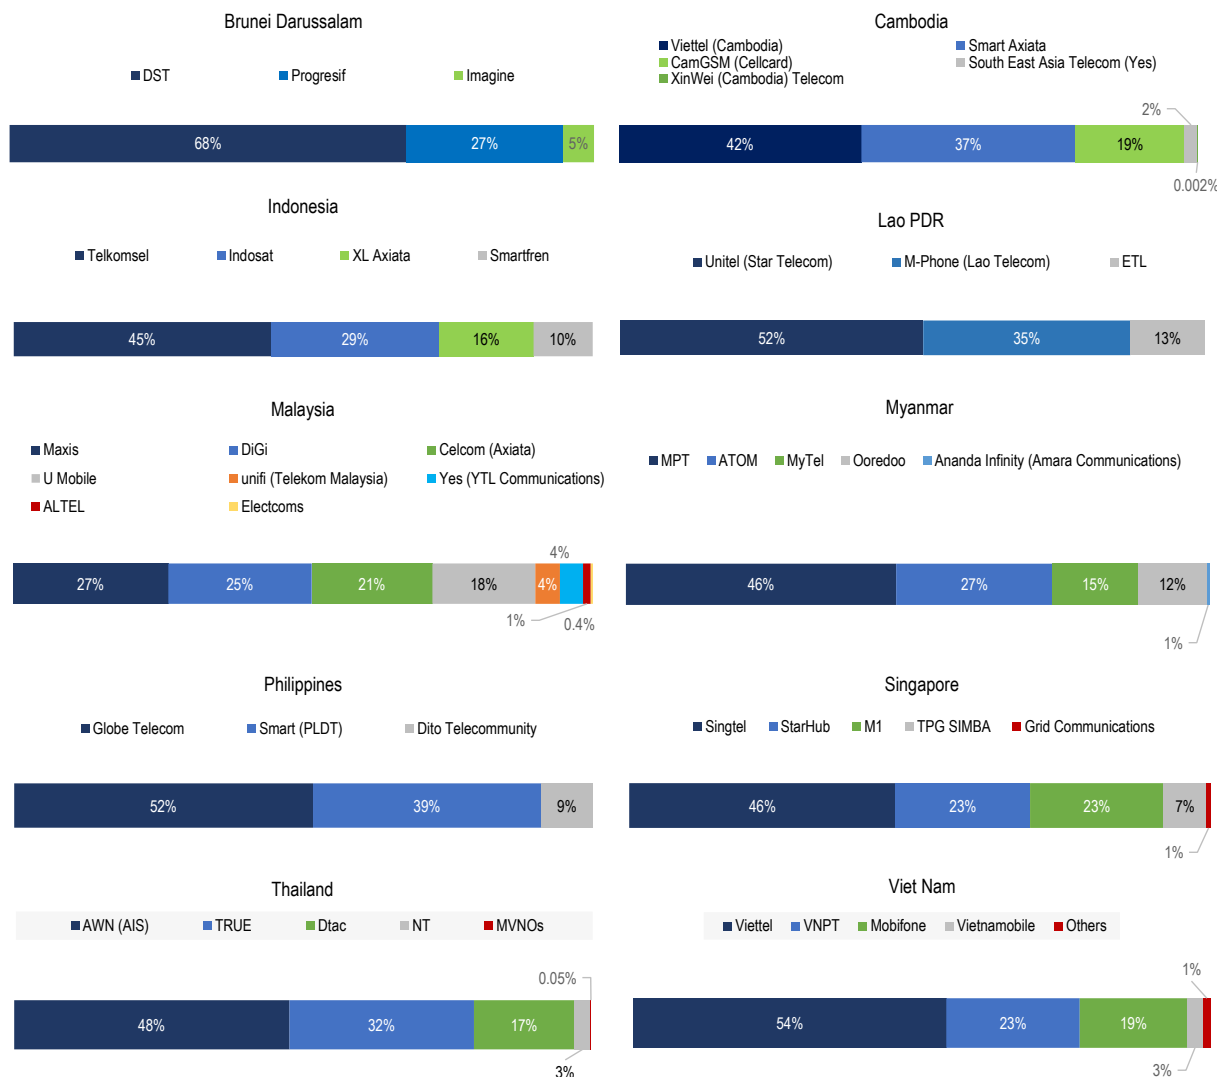 Brunei Darussalam
DST
Progresif
Imagine
68%
27%
5%
Cambodia
Viettel (Cambodia)
Smart Axiata
CamGSM (Cellcard)
South East Asia Telecom (Yes)
XinWei (Cambodia) Telecom
2%
42%
37%
19%
0.002%
Indonesia
Telkomsel
Indosat
XL Axiata
Smartfren
45%
29%
16%
10%
Lao PDR
Unitel (Star Telecom)
M-Phone (Lao Telecom)
ETL
52%
35%
13%
Malaysia
Maxis
DiGi
Celcom (Axiata)
U Mobile
unifi (Telekom Malaysia)
Yes (YTL Communications)
ALTEL
Electcoms
4%
27%
25%
21%
18%
4%
1%
0.4%
Myanmar
MPT
ATOM
MyTel
Ooredoo
Ananda Infinity (Amara Communications)
46%
27%
15%
12%
1%
Philippines
Globe Telecom
Smart (PLDT)
Dito Telecommunity
52%
39%
9%
Singapore
Singtel
StarHub
M1
TPG SIMBA
Grid Communications
46%
23%
23%
7%
1%
Thailand
AWN (AIS)
TRUE
Dtac
NT
MVNOs
0.05%
48%
32%
17%
3%
Viet Nam
Viettel
VNPT
Mobifone
Vietnamobile
Others
1%
54%
23%
19%
3%